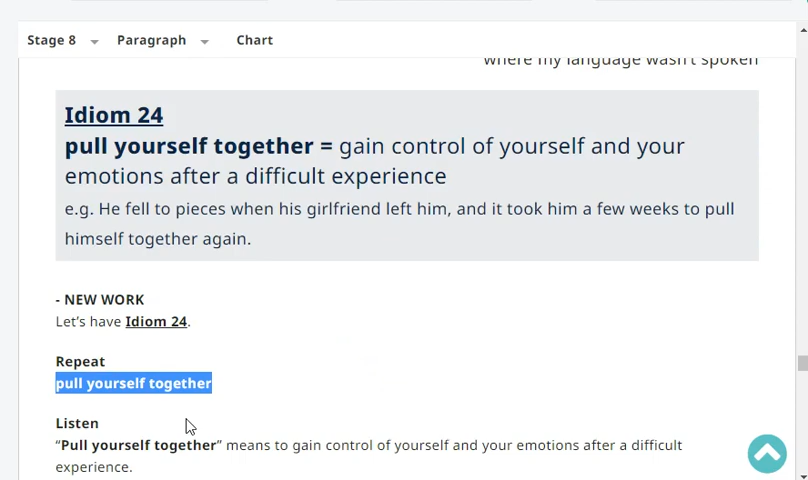 Stage 8 Paragraph Chart
where my language wasn't spoken
Idiom 24
pull yourself together = gain control of yourself and your
emotions after a difficult experience
e.g. He fell to pieces when his girlfriend left him, and it took him a few weeks to pull
himself together again.
- NEW WORK
Let's have Idiom 24.
Repeat
pull yourself together
Listen
“Pull yourself together” means to gain control of yourself and your emotions after a difficult
experience.